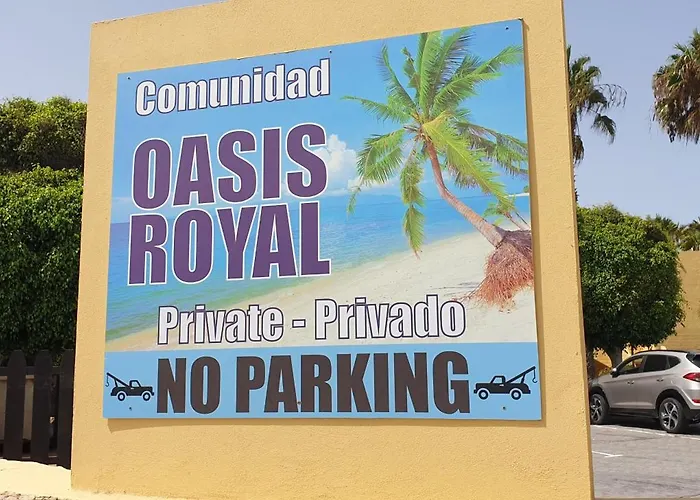 Comunidad
OASIS
ROYAL
Private - Privado
NO PARKING